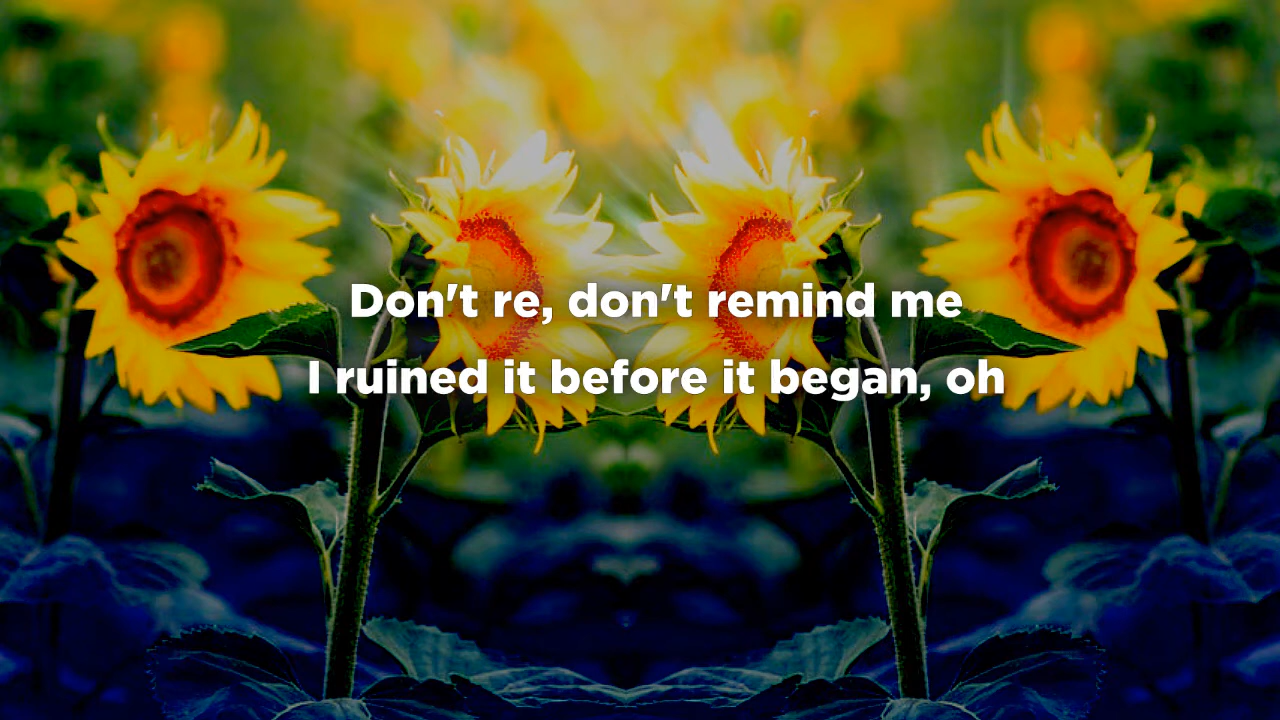 Don't re, don't remind me
I ruined it before it began, oh